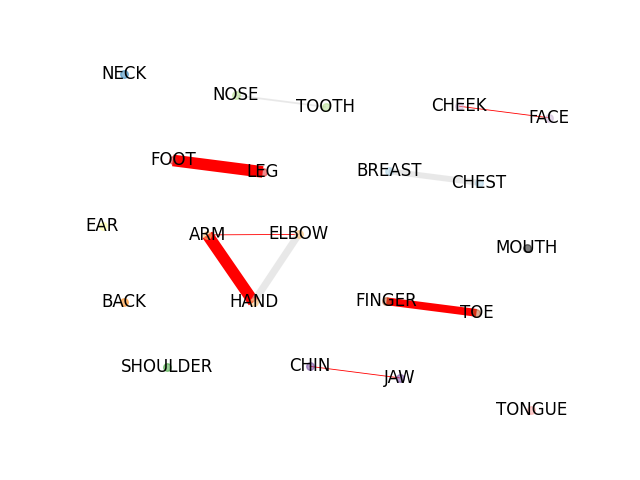 NECK
NOSE
TOOTH
CHEEK
FACE
FOOT
LEG
BREAST
CHEST
EAR
ARM
ELBOW
MOUTH
BACK
HAND
FINGER
TOE
SHOULDER
CHIN
JAW
TONGUE